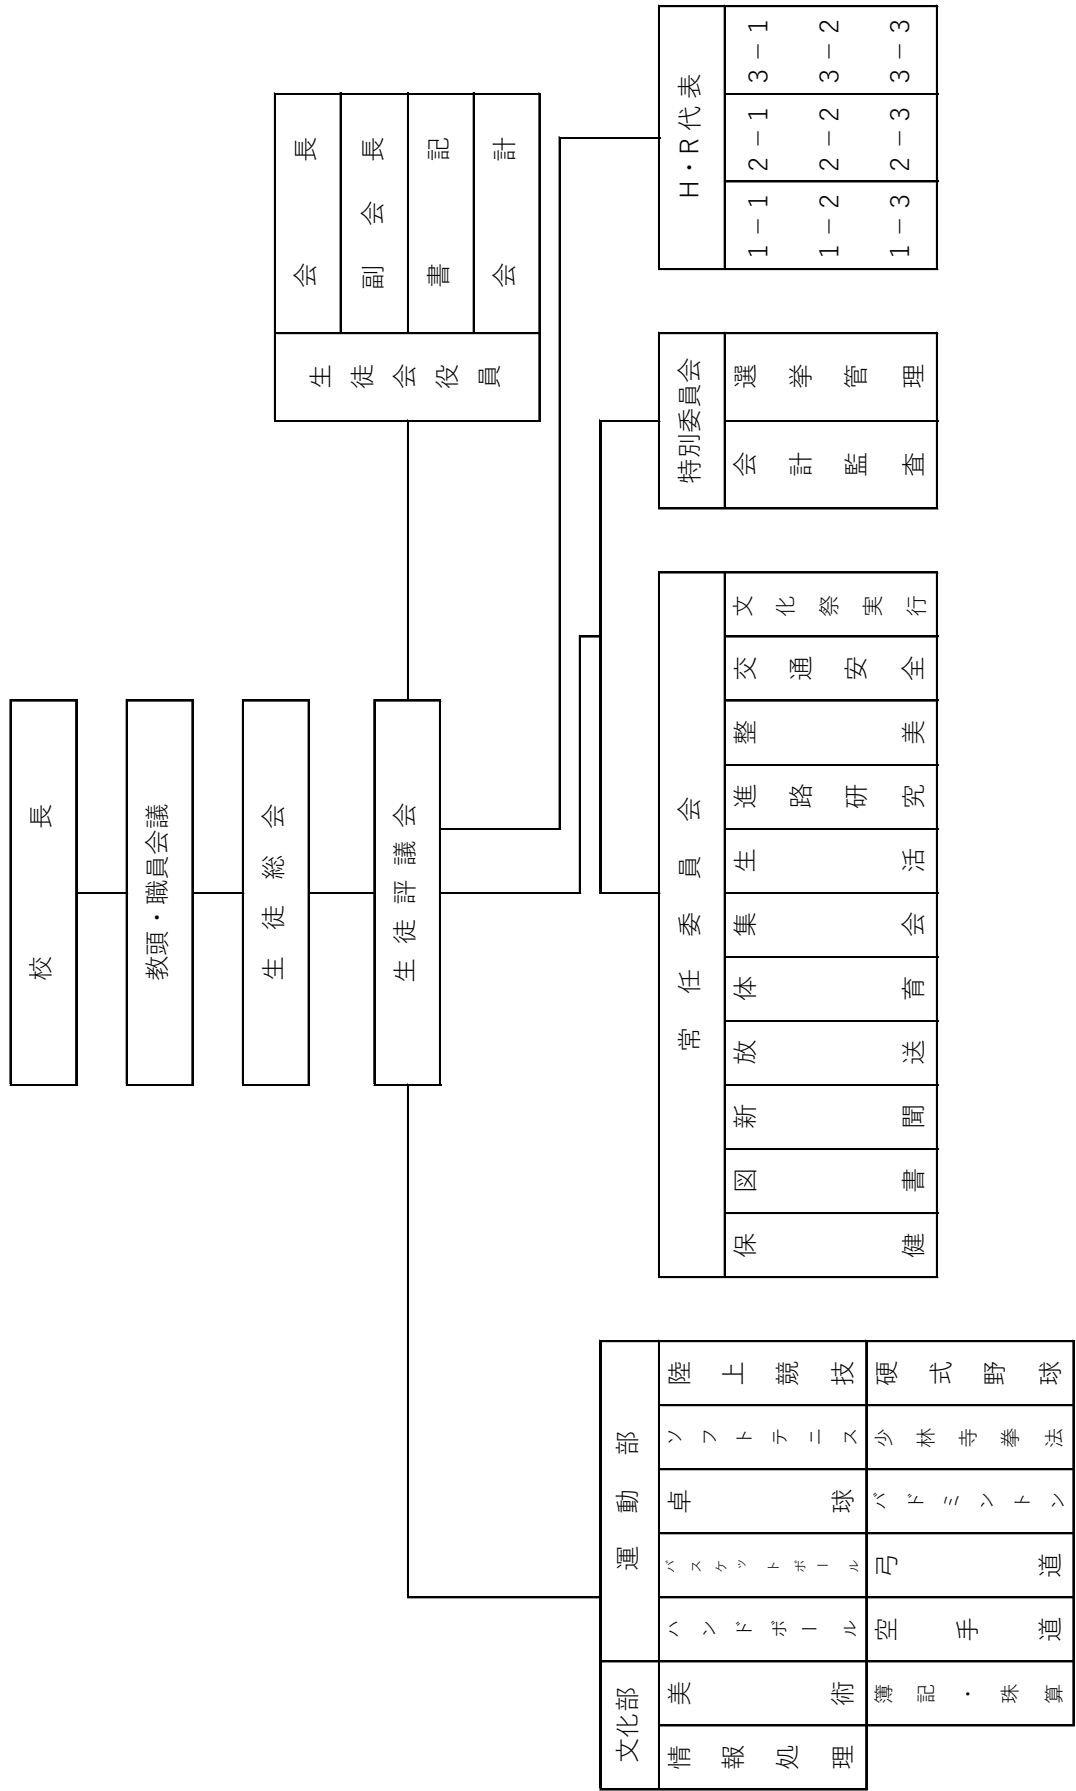 校長
教頭・職員会議
生徒総会
生徒評議会
生徒会役員
会長
副会長
書記
会計
文化部
情報処理
美術
簿記・珠算
運動部
ハンドボール
バスケットボール
卓球
ソフトテニス
陸上競技
空手道
弓道
バドミントン
少林寺拳法
硬式野球
常任委員会
保健
図書
新聞
放送
体育
集会
生活
進路研究
整美
交通安全
文化祭実行
特別委員会
会計監査
選挙管理
H・R代表
1－1 2－1 3－1
1－2 2－2 3－2
1－3 2－3 3－3